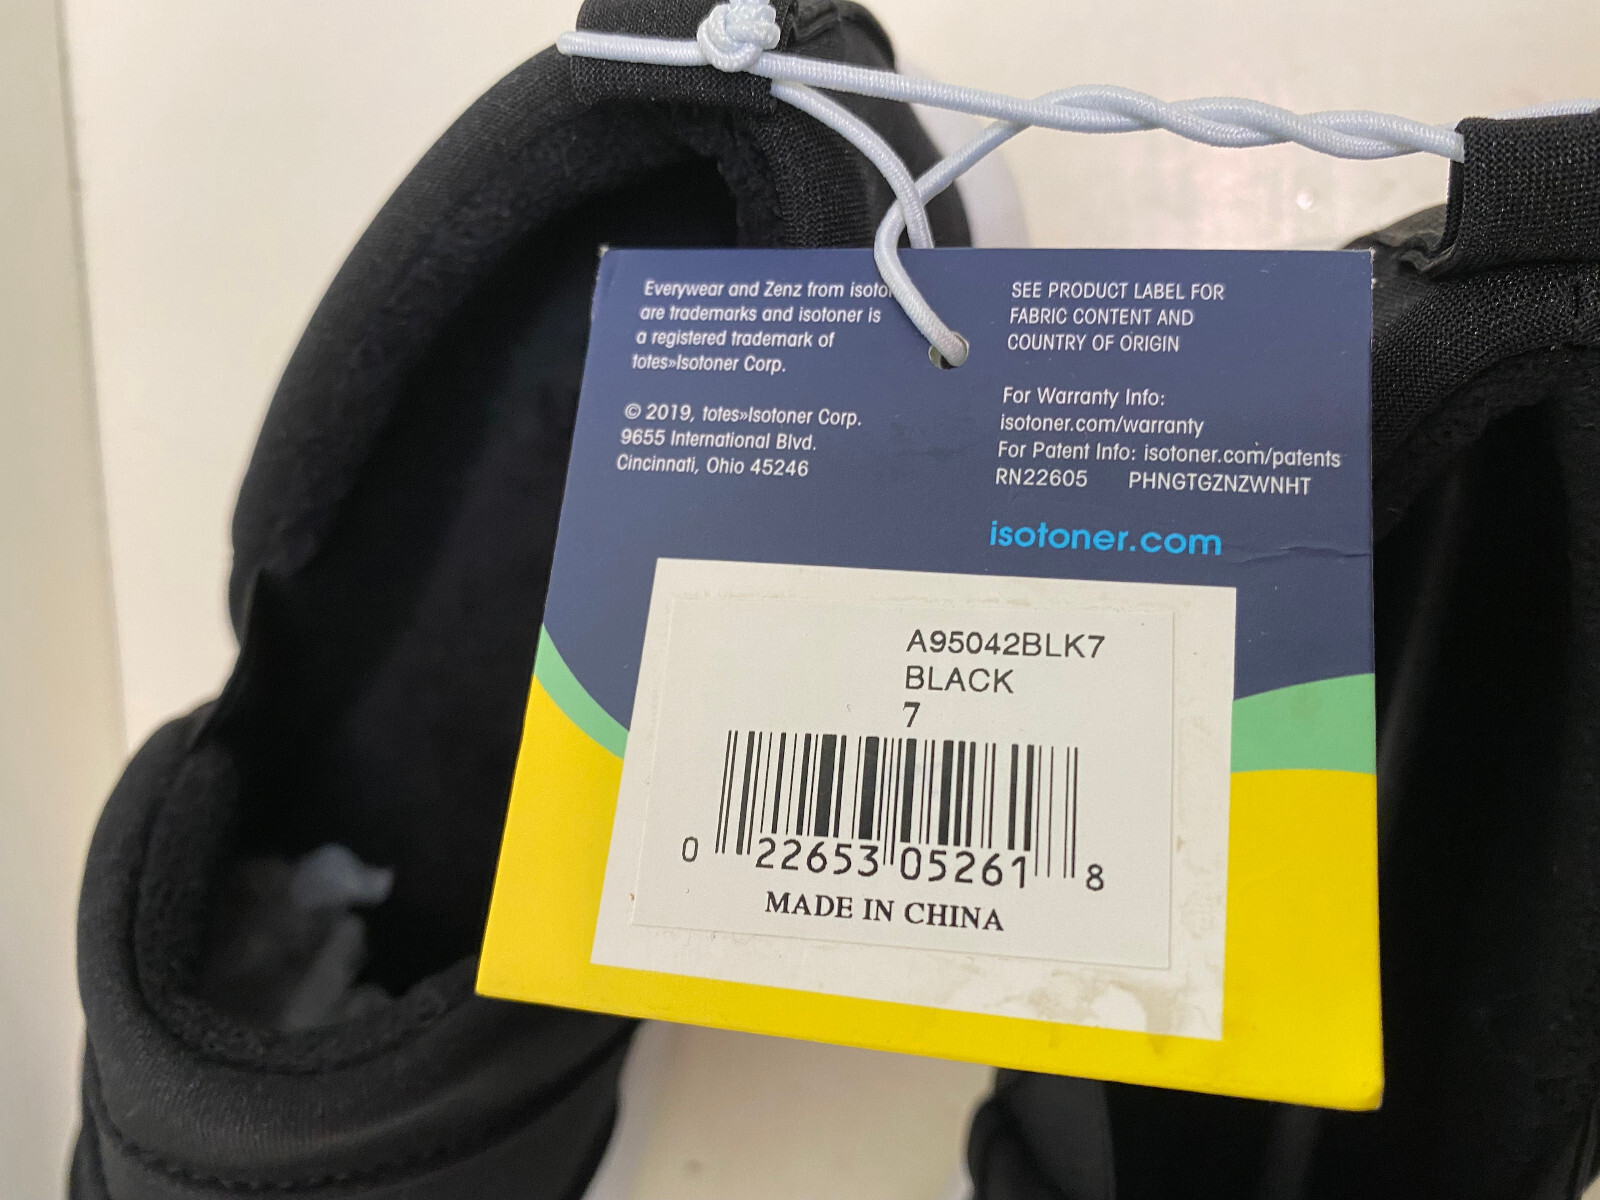 Everywear and Zenz from
are trademarks and isotoner is
a registered trademark of
totes»Isotoner Corp.
© 2019, totes»Isotoner Corp.
9655 International Blvd.
Cincinnati, Ohio 45246
SEE PRODUCT LABEL FOR
FABRIC CONTENT AND
COUNTRY OF ORIGIN
For Warranty Info:
isotoner.com/warranty
For Patent Info: isotoner.com/patents
RN22605 PHNGTGZNZWNHT
isotoner.com
A95042BLK7
BLACK
7
0 22653 05261 8
MADE IN CHINA